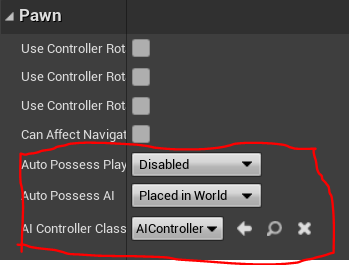 Pawn
Use Controller Rot
Use Controller Rot
Use Controller Rot
Can Affect Navigat
Auto Possess Play
Disabled
Auto Possess AI
Placed in World
AI Controller Class
AIController